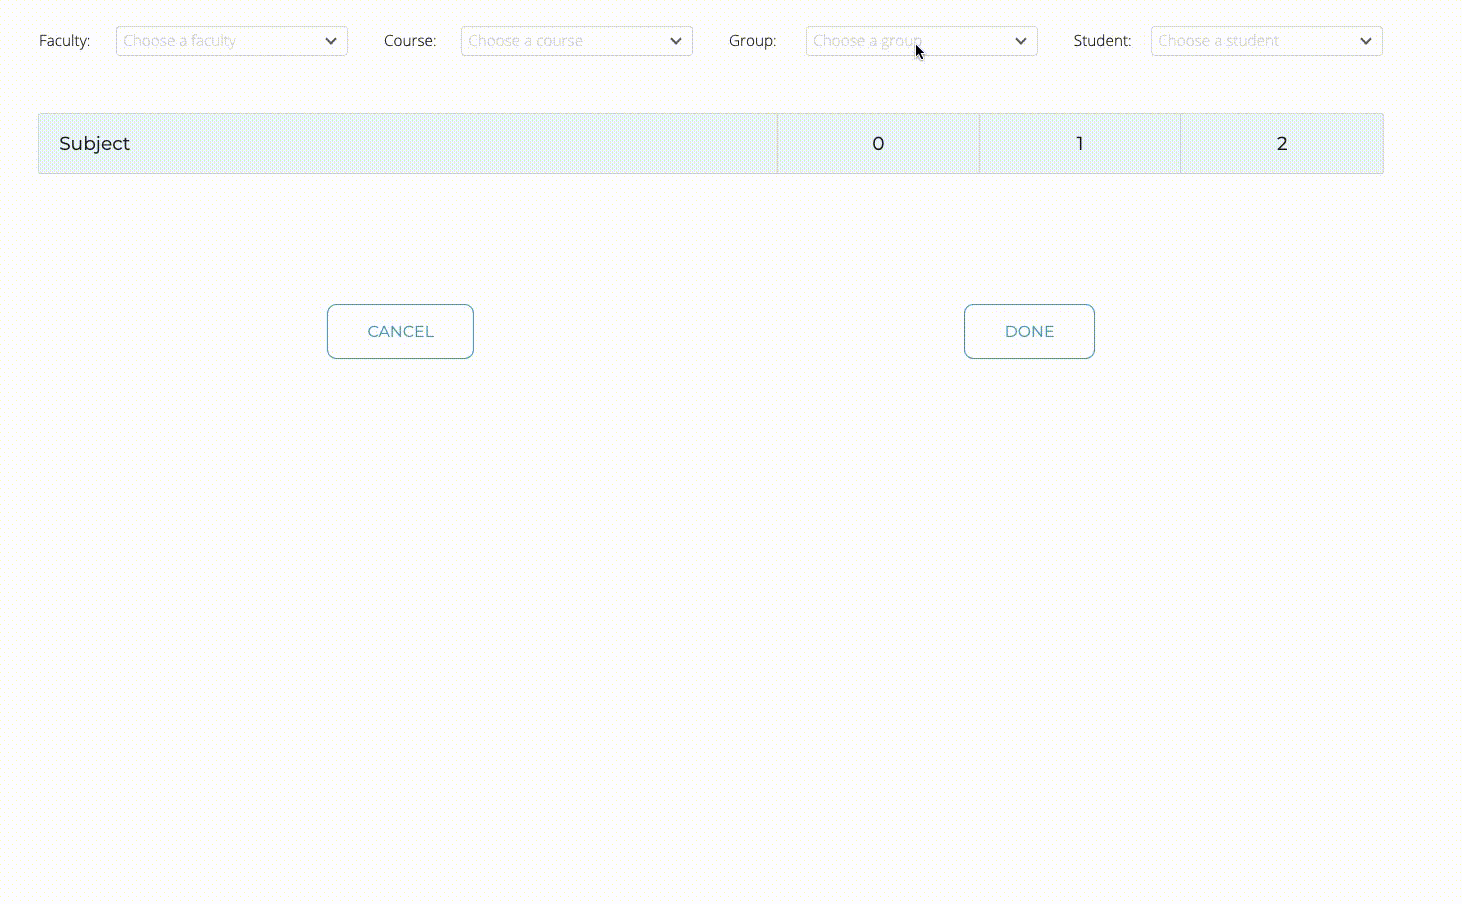 Faculty: Choose a faculty Course: Choose a course Group: Choose a group Student: Choose a student
Subject 0 1 2
CANCEL DONE